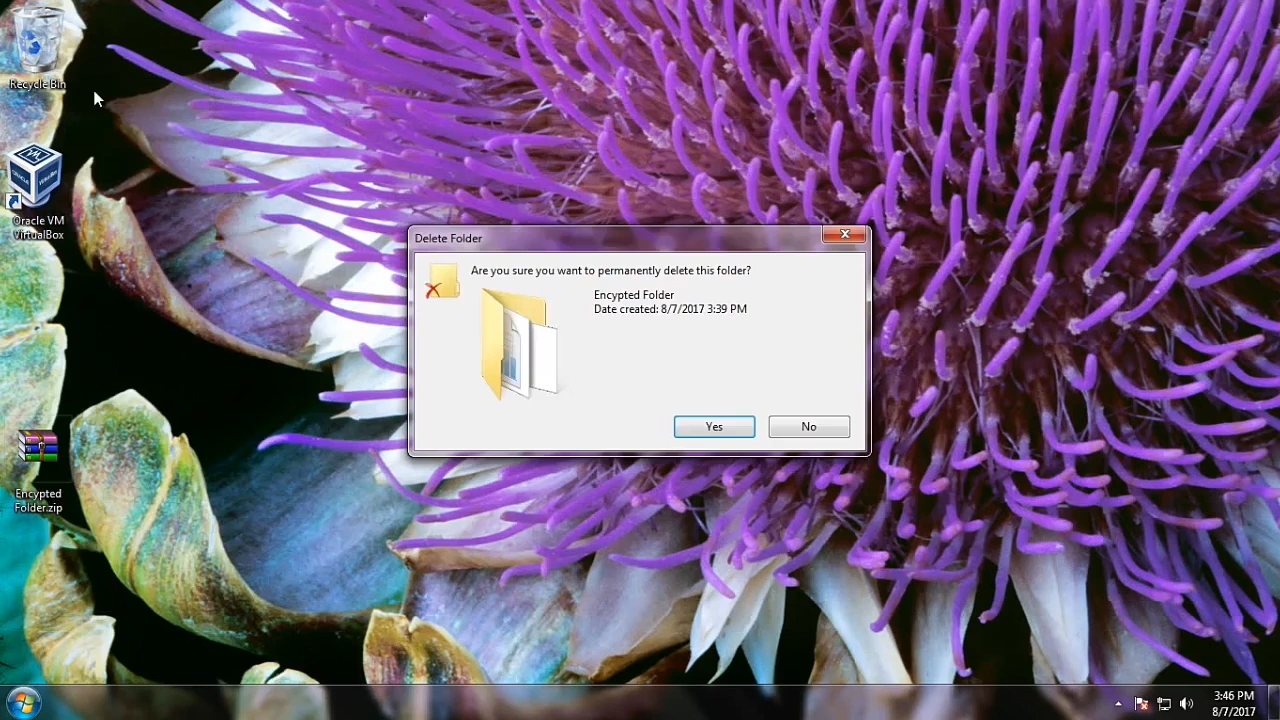 Recycle Bin
Oracle VM
VirtualBox
Encypted
Folder.zip
Delete Folder
Are you sure you want to permanently delete this folder?
Encypted Folder
Date created: 8/7/2017 3:39 PM
Yes
No
3:46 PM
8/7/2017